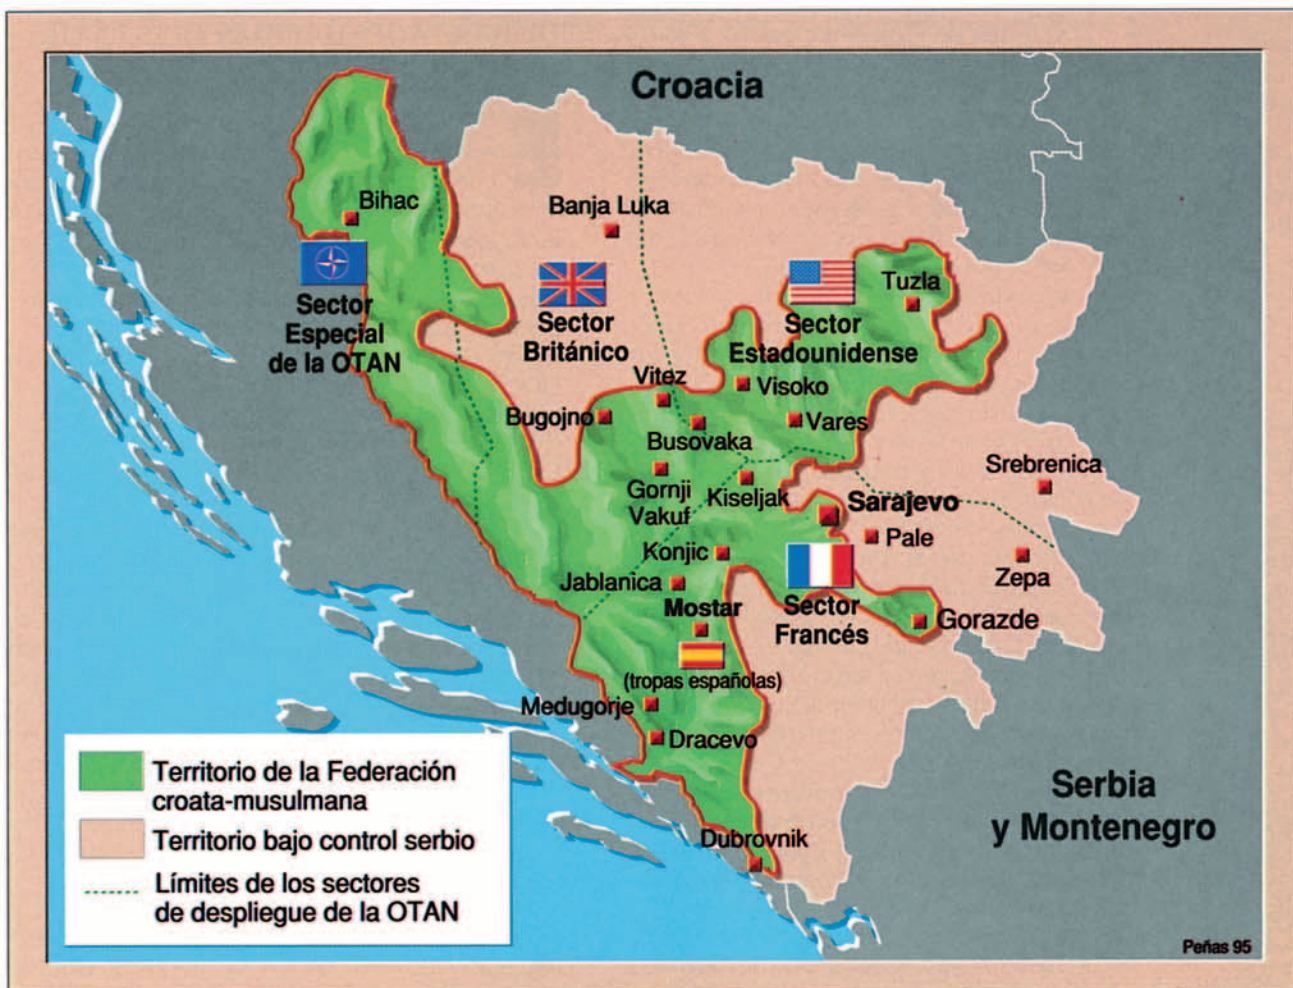 Croacia
Bihac
Banja Luka
Sector
Especial
de la OTAN
Sector
Británico
Sector
Estadounidense
Tuzla
Vitez
Visoko
Bugojno
Busovaka
Vares
Gornji
Vakuf
Kiseljak
Srebrenica
Sarajevo
Pale
Konjic
Zepa
Jablanica
Mostar
Sector
Francés
Gorazde
(tropas españolas)
Medugorje
Dracevo
Dubrovnik
Serbia
y Montenegro
Territorio de la Federación
croata-musulmana
Territorio bajo control serbio
Límites de los sectores
de despliegue de la OTAN
Peñas 95